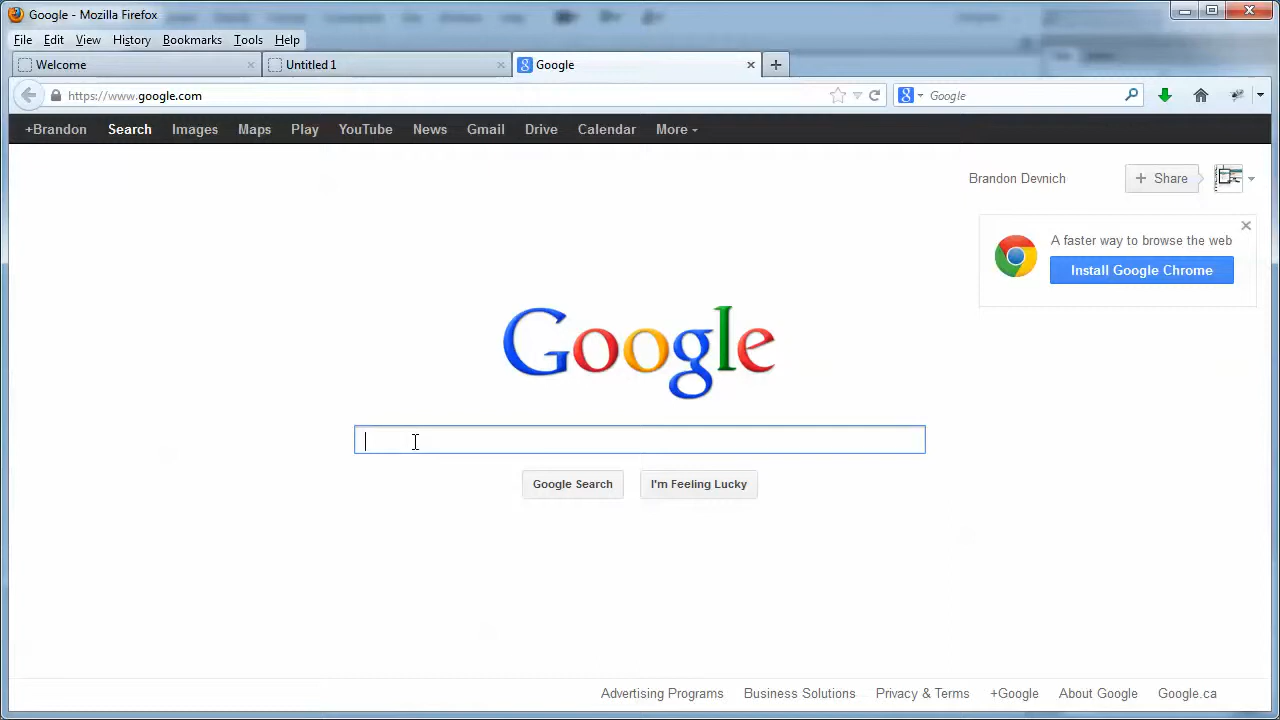 Google - Mozilla Firefox
File Edit View History Bookmarks Tools Help
Welcome Untitled 1 Google
https://www.google.com Google
+Brandon Search Images Maps Play YouTube News Gmail Drive Calendar More
Brandon Devnich + Share
A faster way to browse the web
Install Google Chrome
Google
Google Search I'm Feeling Lucky
Advertising Programs Business Solutions Privacy & Terms +Google About Google Google.ca